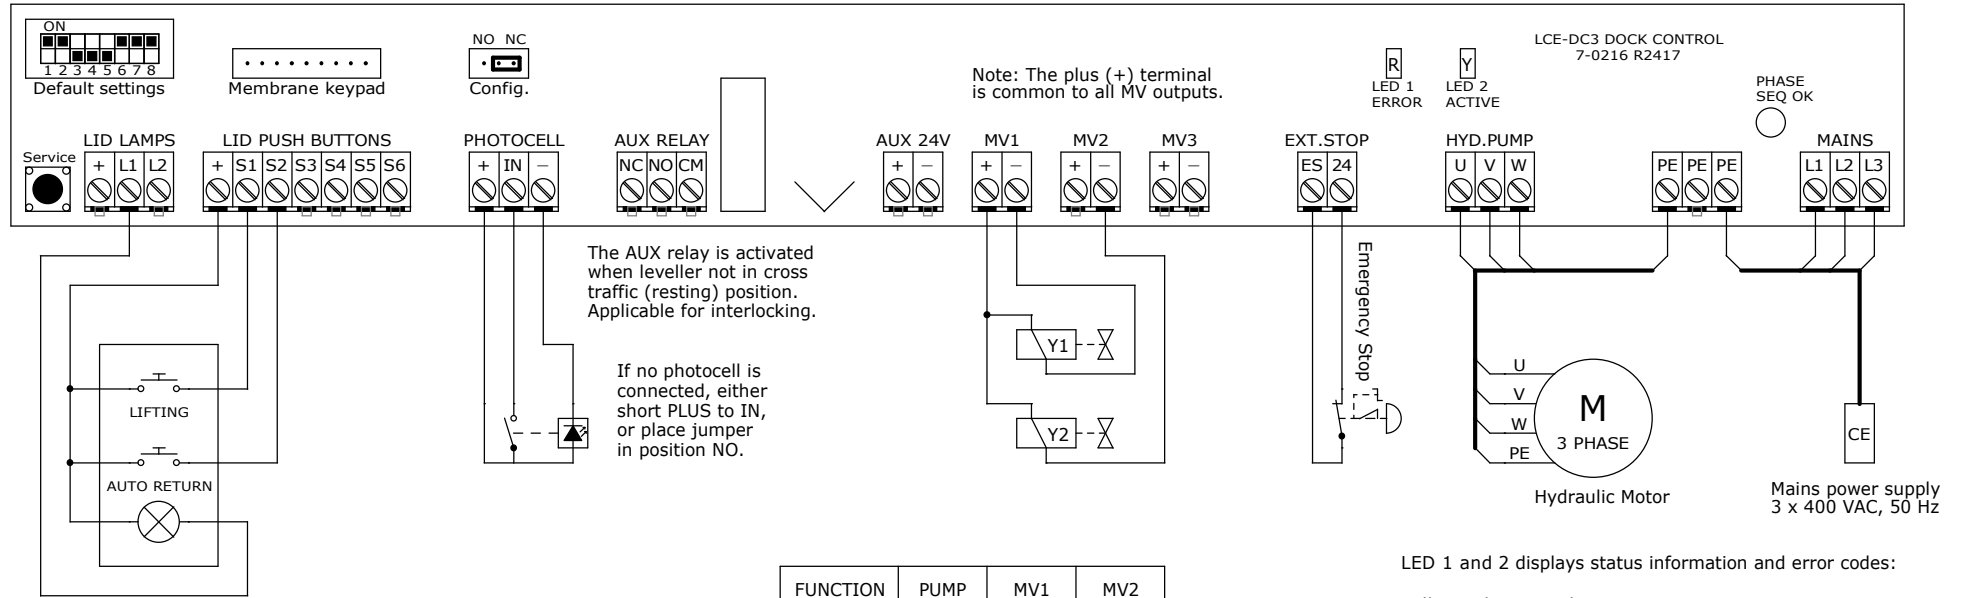 ON
1 2 3 4 5 6 7 8
Default settings
Membrane keypad
NO NC
Config.
Note: The plus (+) terminal
is common to all MV outputs.
R
LED 1
ERROR
Y
LED 2
ACTIVE
LCE-DC3 DOCK CONTROL
7-0216 R2417
PHASE
SEQ OK
Service
LID LAMPS
+ L1 L2
LID PUSH BUTTONS
+ S1 S2 S3 S4 S5 S6
PHOTOCELL
+ IN −
AUX RELAY
NC NO CM
AUX 24V
+ −
MV1
+ −
MV2
+ −
MV3
+ −
EXT.STOP
ES 24
HYD.PUMP
U V W
PE PE PE
MAINS
L1 L2 L3
The AUX relay is activated
when leveller not in cross
traffic (resting) position.
Applicable for interlocking.
If no photocell is
connected, either
short PLUS to IN,
or place jumper
in position NO.
LIFTING
AUTO RETURN
Y1
Y2
Emergency Stop
U
V
W
PE
M
3 PHASE
Hydraulic Motor
CE
Mains power supply
3 x 400 VAC, 50 Hz
FUNCTION PUMP MV1 MV2
LED 1 and 2 displays status information and error codes: